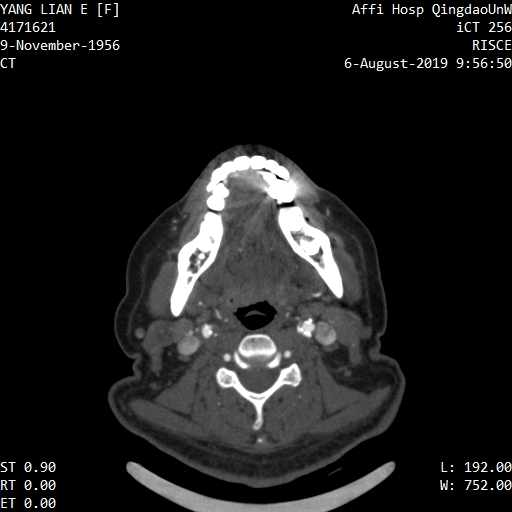 YANG LIAN E [F]
4171621
9-November-1956
CT
Affi Hosp QingdaoUnW
iCT 256
RISCE
6-August-2019 9:56:50
ST 0.90
RT 0.00
ET 0.00
L: 192.00
W: 752.00